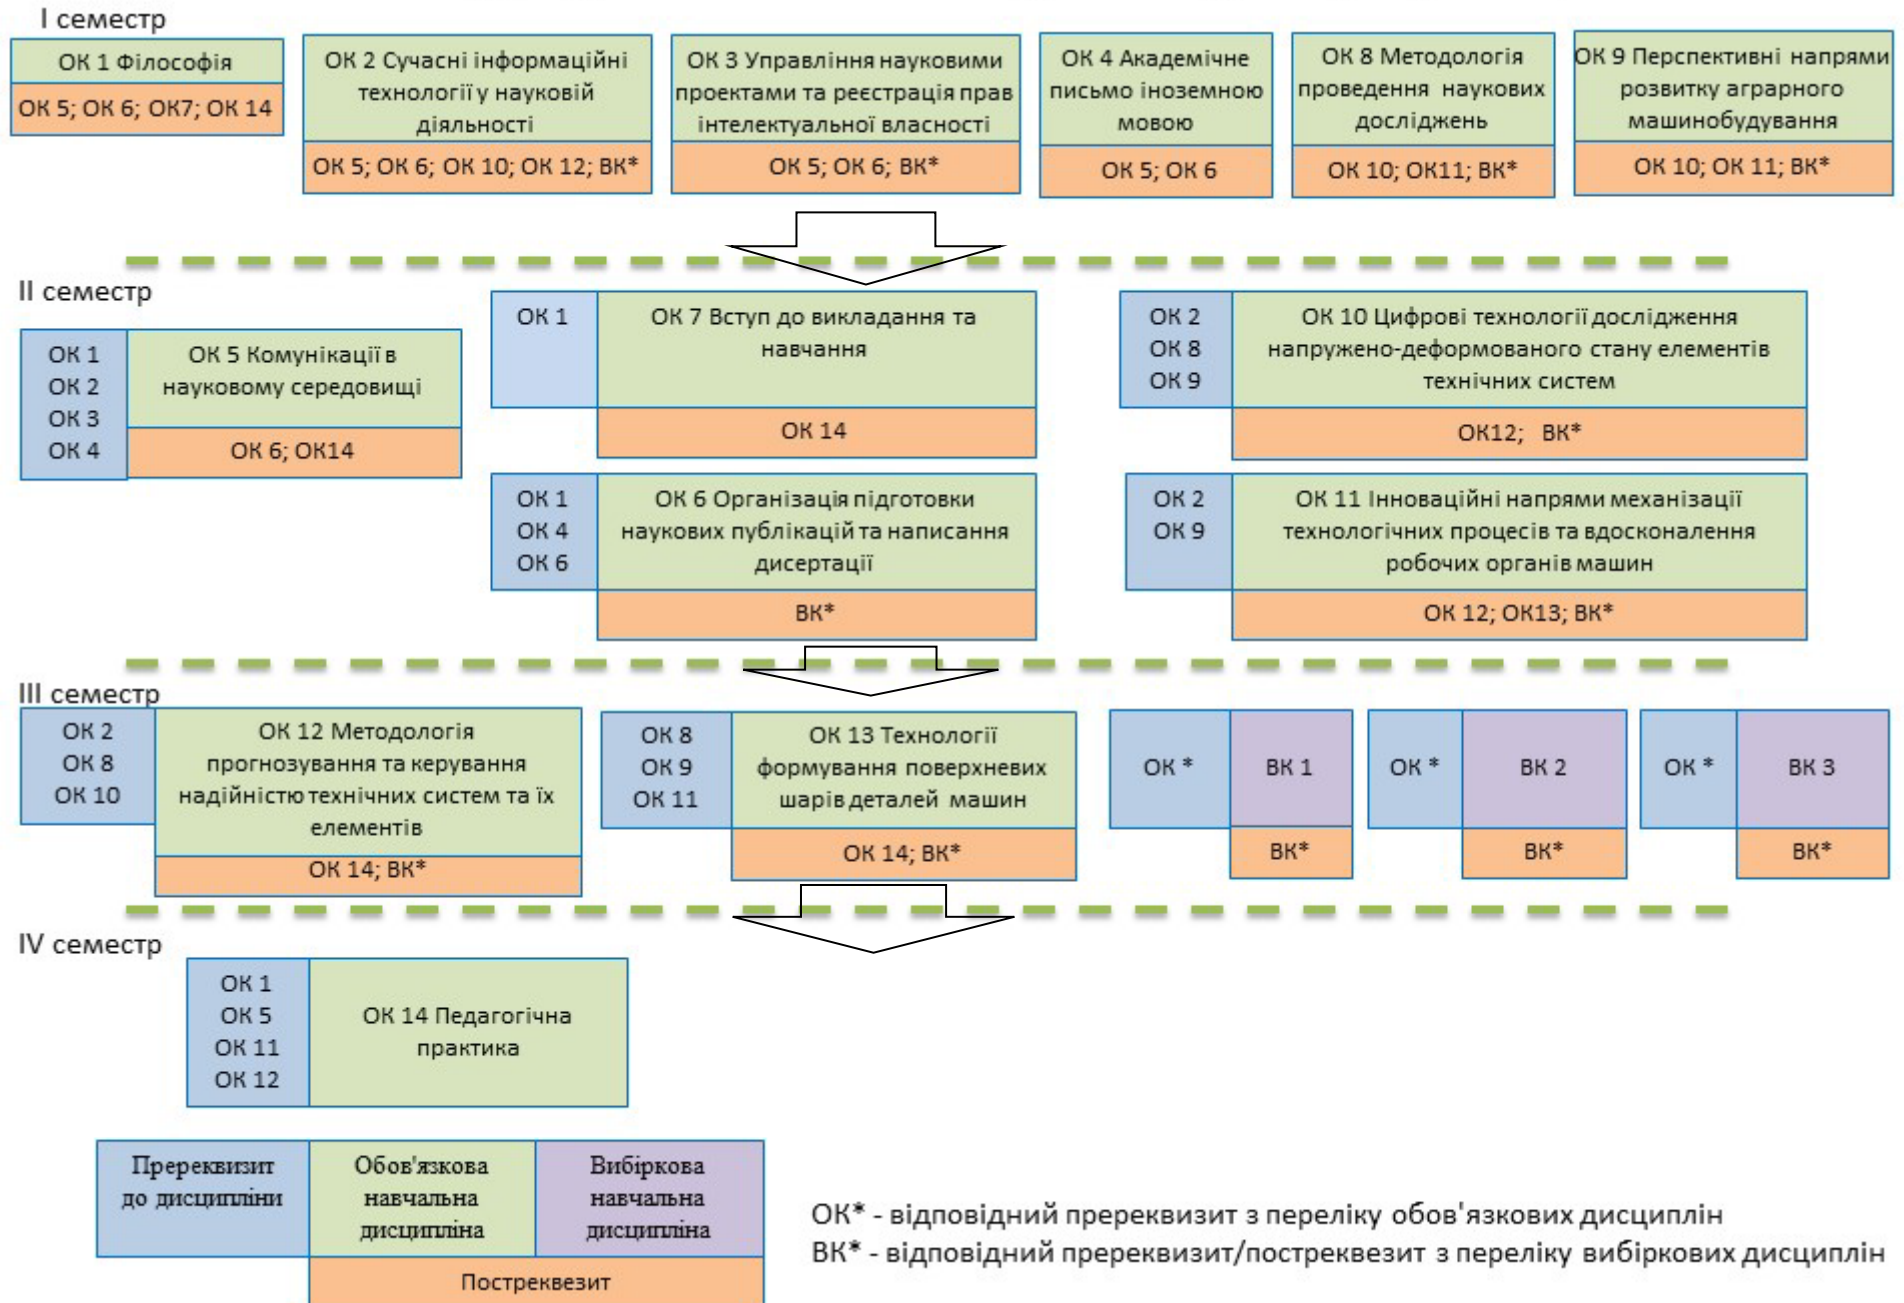 I семестр
ОК 1 Філософія
ОК 5; ОК 6; ОК7; ОК 14
ОК 2 Сучасні інформаційні
технології у науковій
діяльності
ОК 5; ОК 6; ОК 10; ОК 12; ВК*
ОК 3 Управління науковими
проектами та реєстрація прав
інтелектуальної власності
ОК 5; ОК 6; ВК*
ОК 4 Академічне
письмо іноземною
мовою
ОК 5; ОК 6
ОК 8 Методологія
проведення наукових
досліджень
ОК 10; ОК11; ВК*
ОК 9 Перспективні напрями
розвитку аграрного
машинобудування
ОК 10; ОК 11; ВК*
II семестр
ОК 1
ОК 2
ОК 3
ОК 4
ОК 5 Комунікації в
науковому середовищі
ОК 6; ОК14
ОК 1
ОК 7 Вступ до викладання та
навчання
ОК 14
ОК 2
ОК 8
ОК 9
ОК 10 Цифрові технології дослідження
напружено-деформованого стану елементів
технічних систем
ОК12; ВК*
ОК 1
ОК 4
ОК 6
ОК 6 Організація підготовки
наукових публікацій та написання
дисертації
ВК*
ОК 2
ОК 9
ОК 11 Інноваційні напрями механізації
технологічних процесів та вдосконалення
робочих органів машин
ОК 12; ОК13; ВК*
III семестр
ОК 2
ОК 8
ОК 10
ОК 12 Методологія
прогнозування та керування
надійністю технічних систем та їх
елементів
ОК 14; ВК*
ОК 8
ОК 9
ОК 11
ОК 13 Технології
формування поверхневих
шарів деталей машин
ОК 14; ВК*
ОК *
ВК 1
ВК*
ОК *
ВК 2
ВК*
ОК *
ВК 3
ВК*
IV семестр
ОК 1
ОК 5
ОК 11
ОК 12
ОК 14 Педагогічна
практика
Пререквизит
до дисципліни
Обов'язкова
навчальна
дисципліна
Вибіркова
навчальна
дисципліна
Постреквезит
ОК* - відповідний пререквизит з переліку обов'язкових дисциплін
ВК* - відповідний пререквизит/постреквезит з переліку вибіркових дисциплін